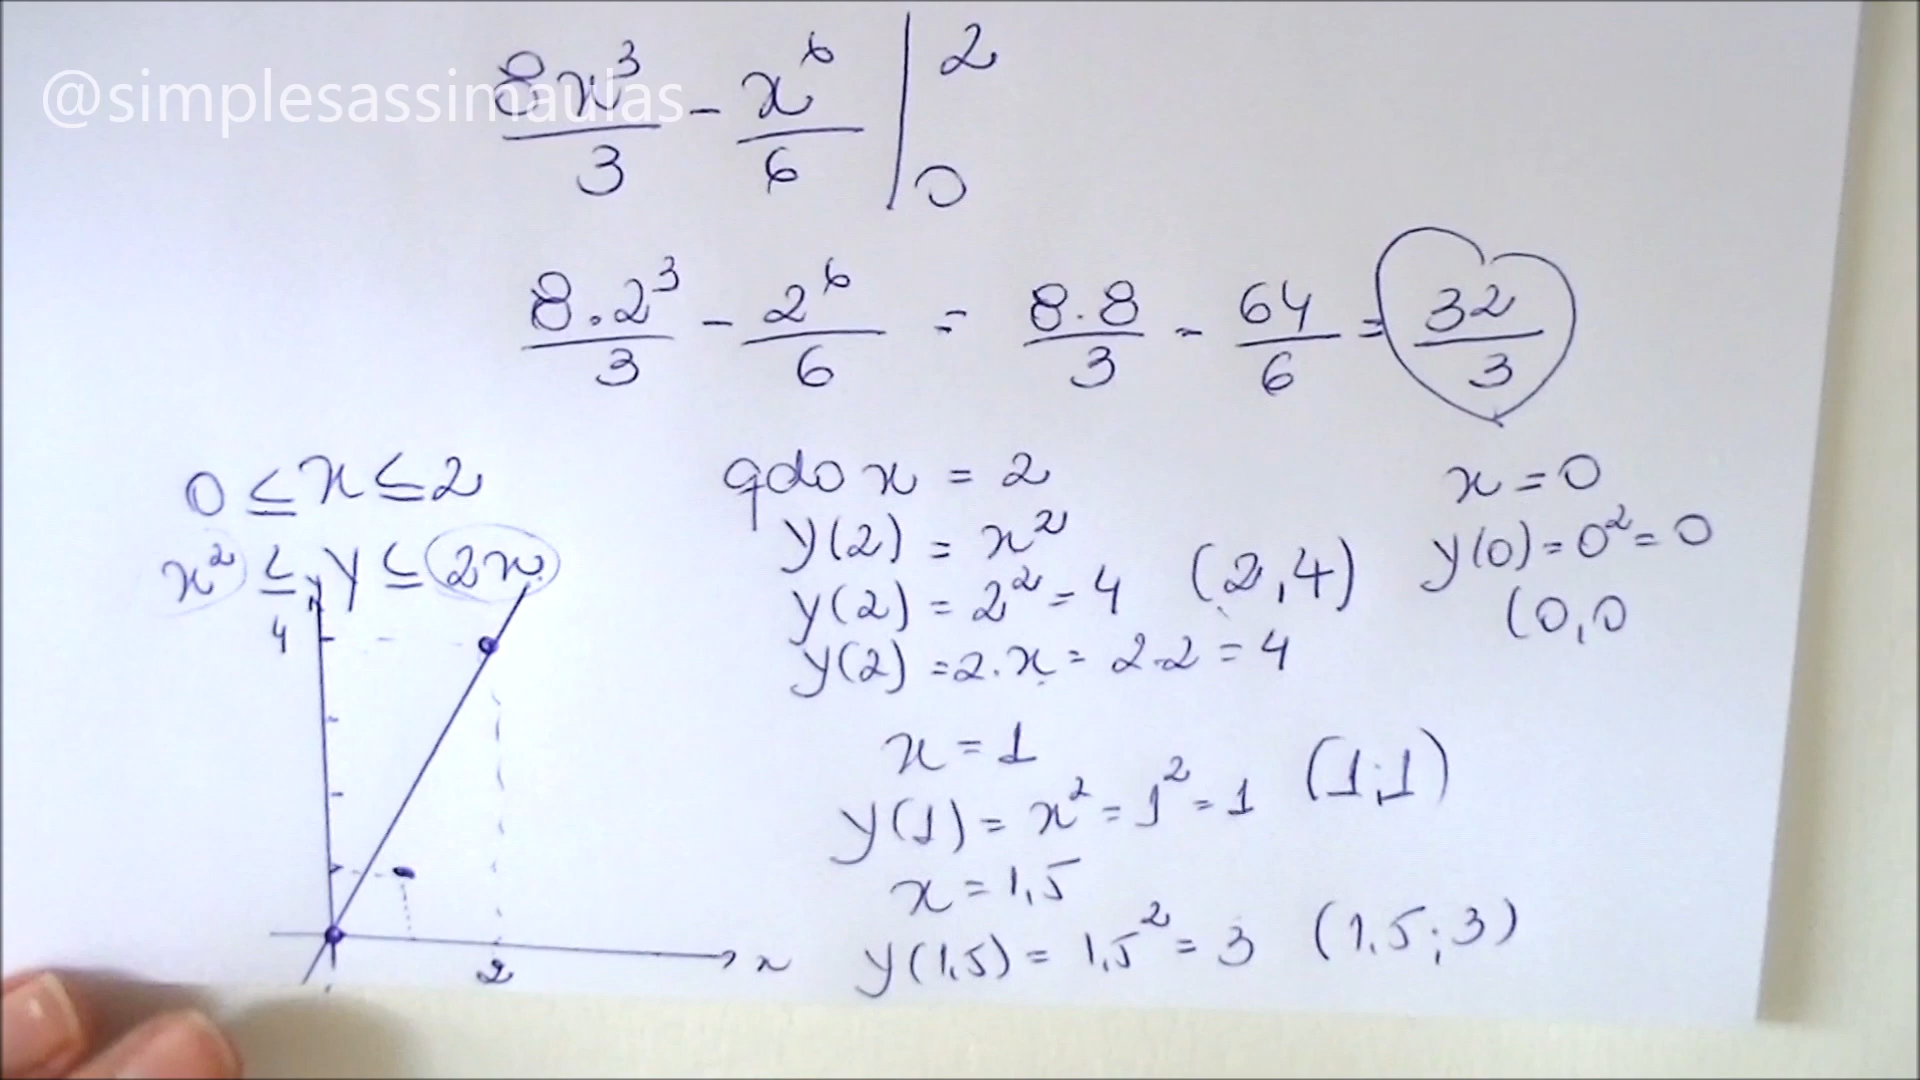 @simplesassimaulas
8x³/3 - x⁶/6 |₀²
8.2³/3 - 2⁶/6 = 8.8/3 - 64/6 = 32/3
0 ≤ x ≤ 2
x² ≤ y ≤ 2x
y
4
2
x
qdo x = 2
y(2) = x²
y(2) = 2² = 4 (2,4)
y(2) = 2.x = 2.2 = 4
x = 0
y(0) = 0² = 0
(0,0
x = 1
y(1) = x² = 1² = 1 (1;1)
x = 1,5
y(1,5) = 1,5² = 3 (1,5;3)